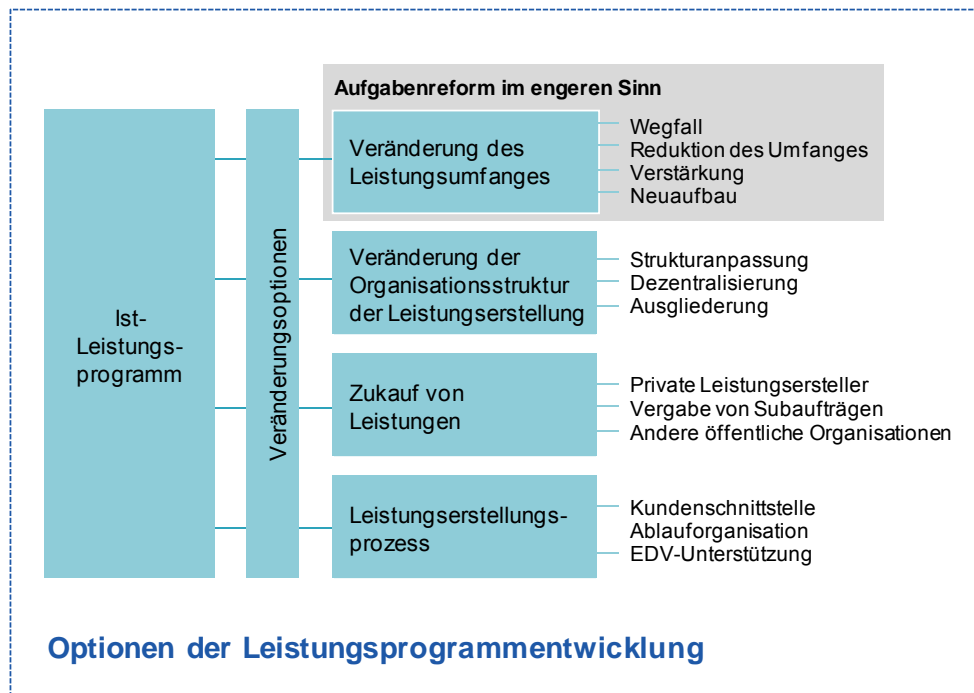 Aufgabenreform im engeren Sinn
Ist-
Leistungs-
programm
Veränderungsoptionen
Veränderung des
Leistungsumfanges
Wegfall
Reduktion des Umfanges
Verstärkung
Neuaufbau
Veränderung der
Organisationsstruktur
der Leistungserstellung
Strukturanpassung
Dezentralisierung
Ausgliederung
Zukauf von
Leistungen
Private Leistungsersteller
Vergabe von Subaufträgen
Andere öffentliche Organisationen
Leistungserstellungs-
prozess
Kundenschnittstelle
Ablauforganisation
EDV-Unterstützung
Optionen der Leistungsprogrammentwicklung